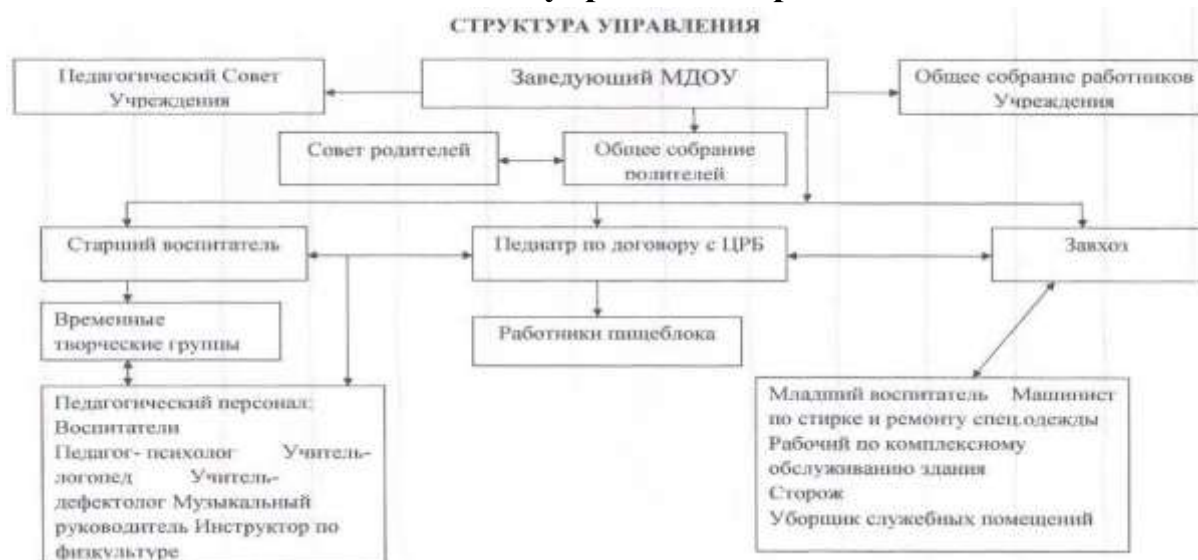 СТРУКТУРА УПРАВЛЕНИЯ
Педагогический Совет
Учреждения
Заведующий МДОУ
Общее собрание работников
Учреждения
Совет родителей
Общее собрание
родителей
Старший воспитатель
Педиатр по договору с ЦРБ
Завхоз
Временные
творческие группы
Работники пищеблока
Педагогический персонал:
Воспитатели
Педагог- психолог Учитель-
логопед Учитель-
дефектолог Музыкальный
руководитель Инструктор по
физкультуре
Младший воспитатель Машинист
по стирке и ремонту спец.одежды
Рабочий по комплексному
обслуживанию здания
Сторож
Уборщик служебных помещений